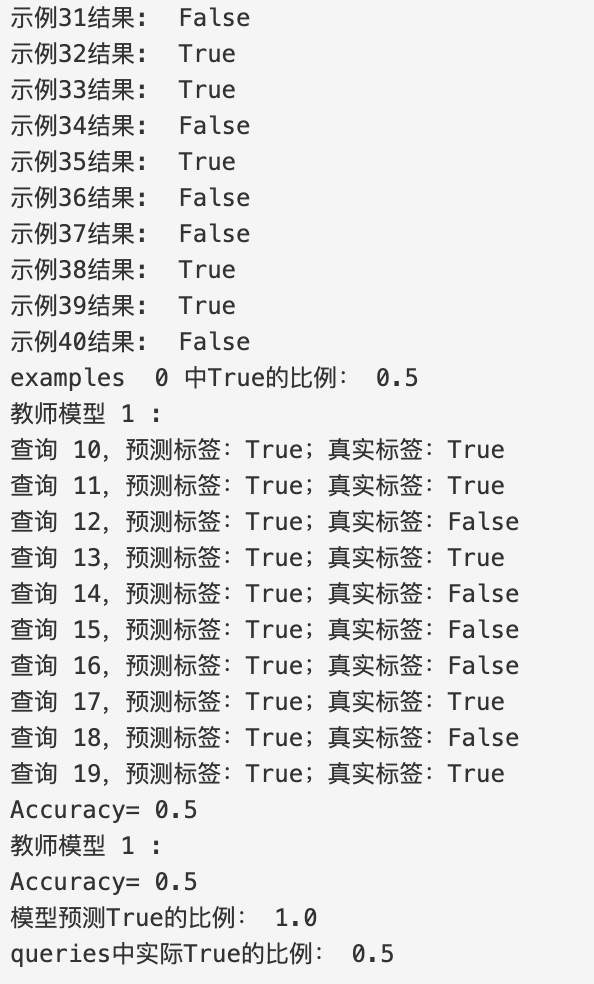 示例31结果:  False
示例32结果:  True
示例33结果:  True
示例34结果:  False
示例35结果:  True
示例36结果:  False
示例37结果:  False
示例38结果:  True
示例39结果:  True
示例40结果:  False
examples  0 中True的比例： 0.5
教师模型 1 :
查询 10，预测标签：True；真实标签：True
查询 11，预测标签：True；真实标签：True
查询 12，预测标签：True；真实标签：False
查询 13，预测标签：True；真实标签：True
查询 14，预测标签：True；真实标签：False
查询 15，预测标签：True；真实标签：False
查询 16，预测标签：True；真实标签：False
查询 17，预测标签：True；真实标签：True
查询 18，预测标签：True；真实标签：False
查询 19，预测标签：True；真实标签：True
Accuracy= 0.5
教师模型 1 :
Accuracy= 0.5
模型预测True的比例： 1.0
queries中实际True的比例： 0.5